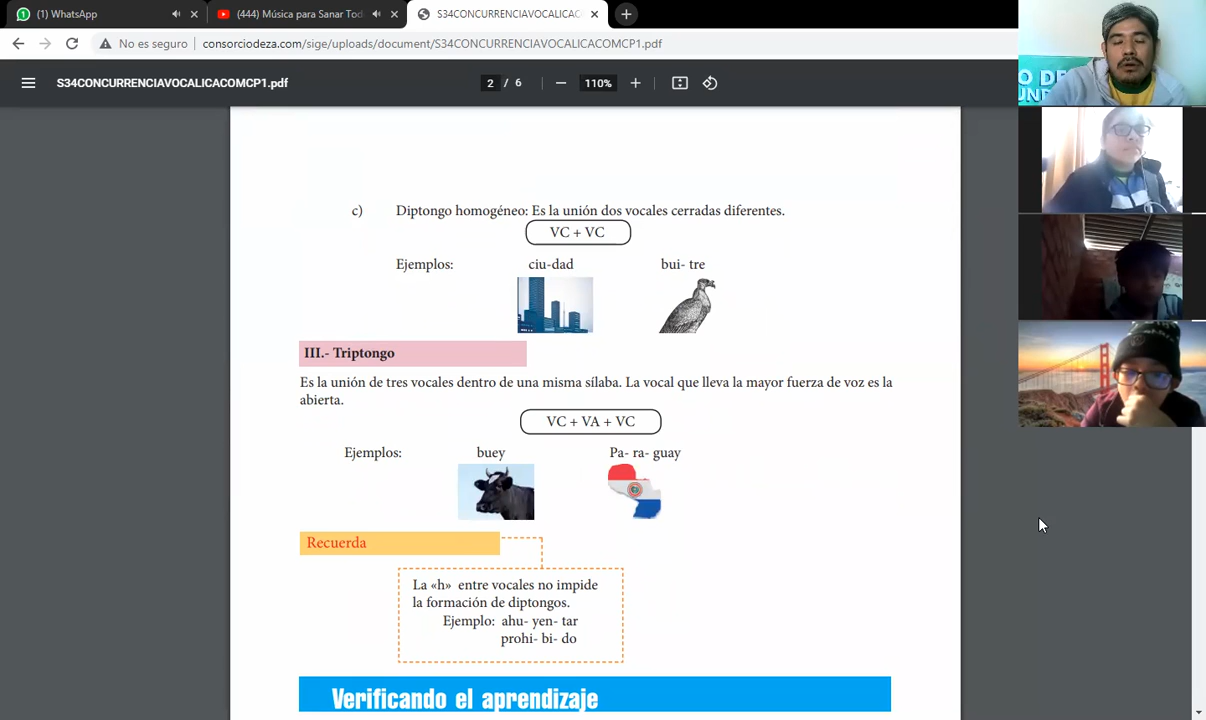 (1) WhatsApp
(444) Música para Sanar Tod
S34CONCURRENCIAVOCALICAC
No es seguro
consorciodeza.com/sige/uploads/document/S34CONCURRENCIAVOCALICACOMCP1.pdf
S34CONCURRENCIAVOCALICACOMCP1.pdf
2 / 6
110%
O DE
UND
c) Diptongo homogéneo: Es la unión dos vocales cerradas diferentes.
VC + VC
Ejemplos: ciu-dad bui- tre
III.- Triptongo
Es la unión de tres vocales dentro de una misma sílaba. La vocal que lleva la mayor fuerza de voz es la
abierta.
VC + VA + VC
Ejemplos: buey Pa- ra- guay
Recuerda
La «h» entre vocales no impide
la formación de diptongos.
Ejemplo: ahu- yen- tar
prohi- bi- do
Verificando el aprendizaje